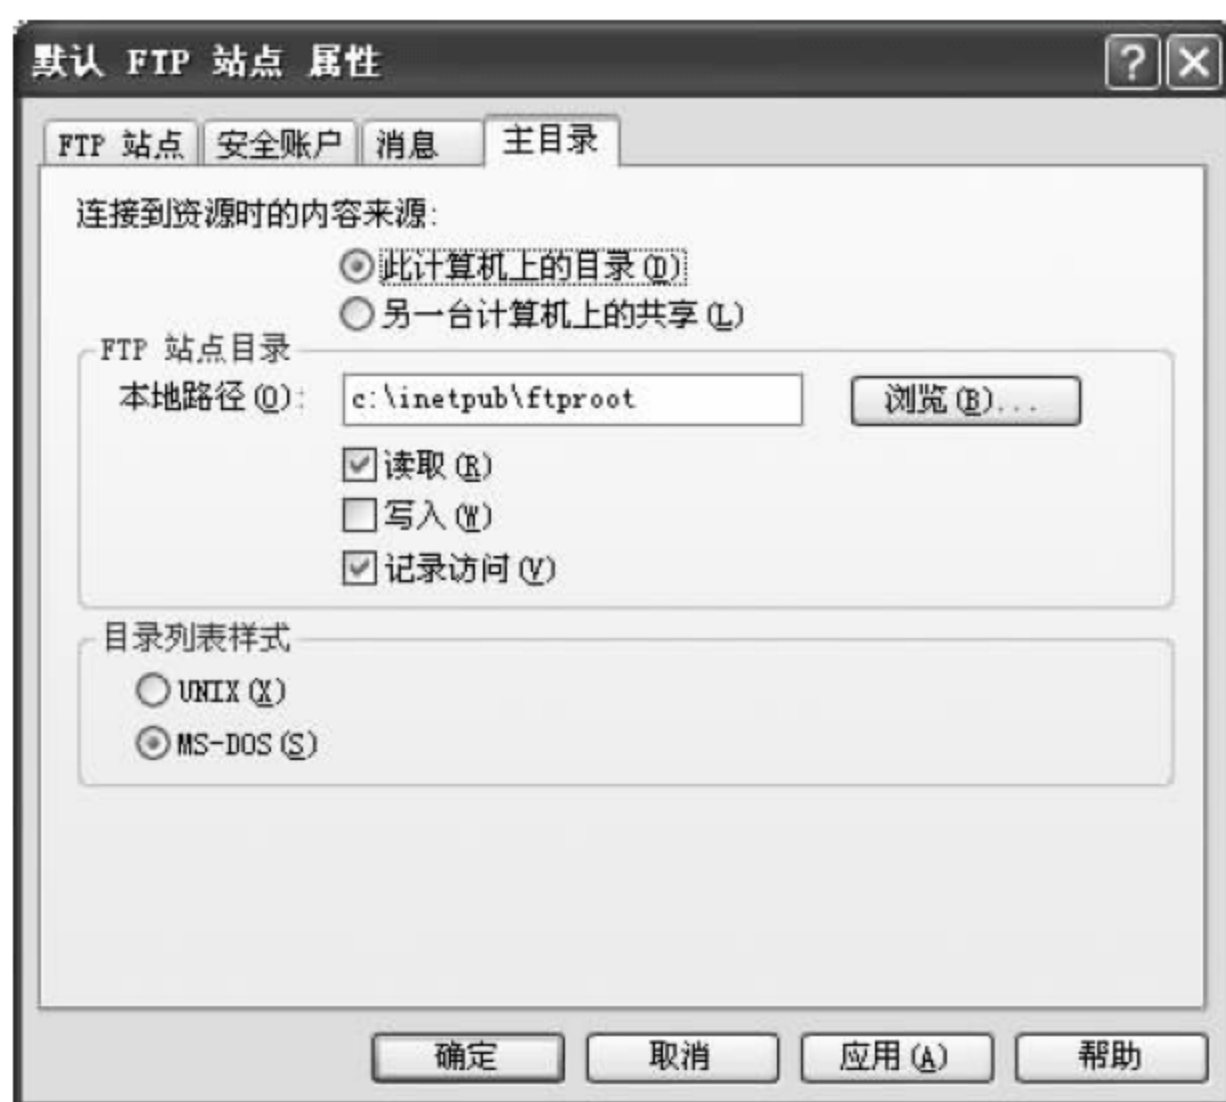 默认 FTP 站点 属性
FTP 站点 安全账户 消息 主目录
连接到资源时的内容来源:
此计算机上的目录(D)
另一台计算机上的共享(L)
FTP 站点目录
本地路径(O): c:\inetpub\ftproot 浏览(B)...
读取(R)
写入(W)
记录访问(V)
目录列表样式
UNIX(X)
MS-DOS(S)
确定 取消 应用(A) 帮助